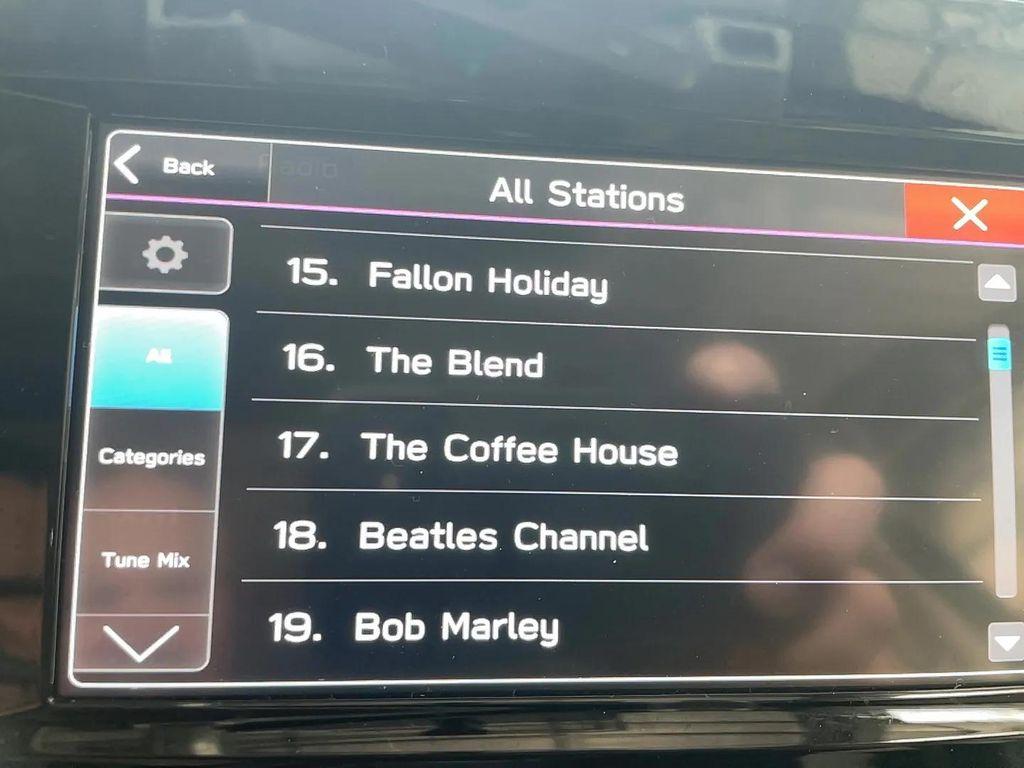 Back
Radio
All Stations
15. Fallon Holiday
All
16. The Blend
Categories
17. The Coffee House
Tune Mix
18. Beatles Channel
19. Bob Marley